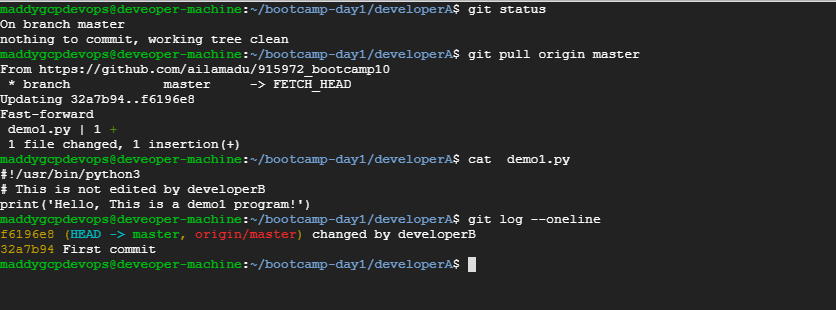 maddygcpdevops@deveoper-machine:~/bootcamp-day1/developerA$ git status
On branch master
nothing to commit, working tree clean
maddygcpdevops@deveoper-machine:~/bootcamp-day1/developerA$ git pull origin master
From https://github.com/ailamadu/915972_bootcamp10
 * branch            master     -> FETCH_HEAD
Updating 32a7b94..f6196e8
Fast-forward
 demo1.py | 1 +
 1 file changed, 1 insertion(+)
maddygcpdevops@deveoper-machine:~/bootcamp-day1/developerA$ cat  demo1.py
#!/usr/bin/python3
# This is not edited by developerB
print('Hello, This is a demo1 program!')
maddygcpdevops@deveoper-machine:~/bootcamp-day1/developerA$ git log --oneline
f6196e8 (HEAD -> master, origin/master) changed by developerB
32a7b94 First commit
maddygcpdevops@deveoper-machine:~/bootcamp-day1/developerA$